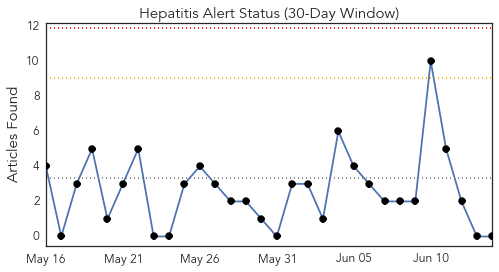 Hepatitis Alert Status (30-Day Window)
Articles Found
12
10
8
6
4
2
0
May 16 May 21 May 26 May 31 Jun 05 Jun 10